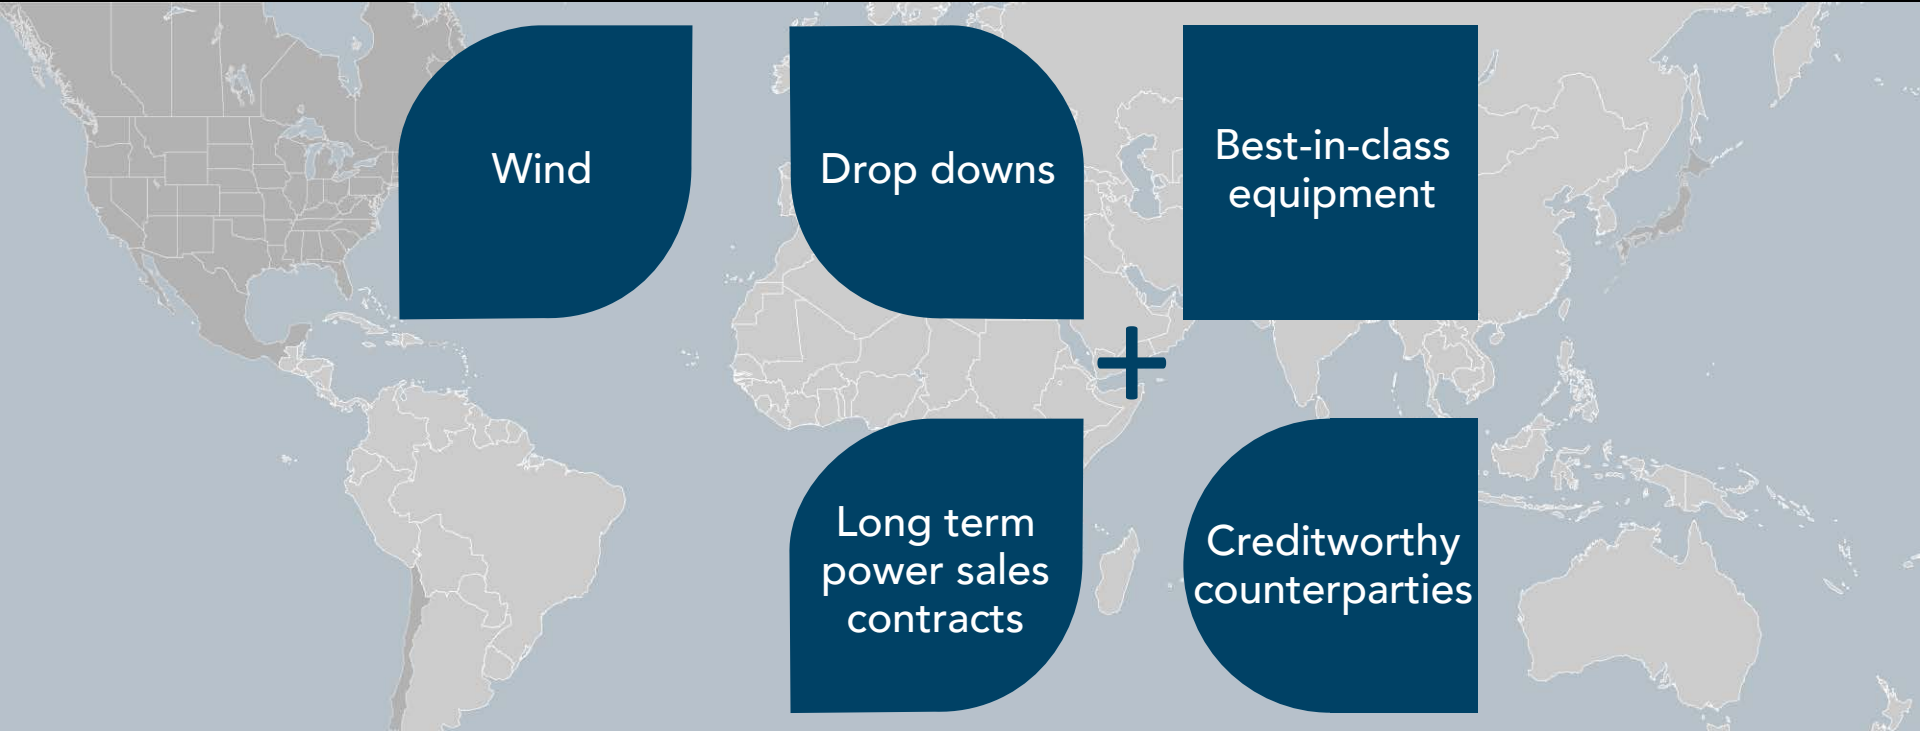 Wind
Drop downs
Best-in-class
equipment
+
Long term
power sales
contracts
Creditworthy
counterparties